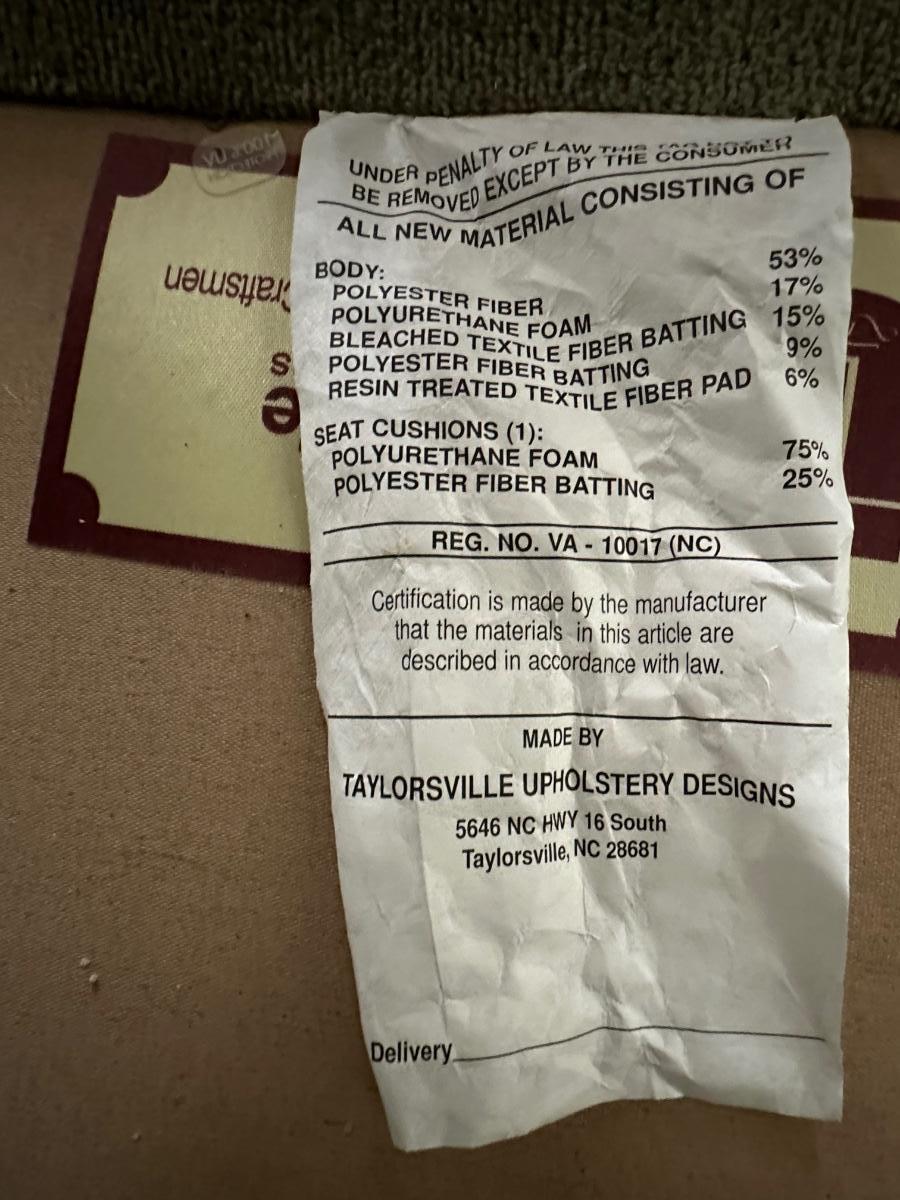 UNDER PENALTY OF LAW THIS TAG NOT TO
BE REMOVED EXCEPT BY THE CONSUMER
ALL NEW MATERIAL CONSISTING OF
BODY:
POLYESTER FIBER 53%
POLYURETHANE FOAM 17%
BLEACHED TEXTILE FIBER BATTING 15%
POLYESTER FIBER BATTING 9%
RESIN TREATED TEXTILE FIBER PAD 6%
SEAT CUSHIONS (1):
POLYURETHANE FOAM 75%
POLYESTER FIBER BATTING 25%
REG. NO. VA - 10017 (NC)
Certification is made by the manufacturer
that the materials in this article are
described in accordance with law.
MADE BY
TAYLORSVILLE UPHOLSTERY DESIGNS
5646 NC HWY 16 South
Taylorsville, NC 28681
Delivery
e
s
Craftsmen